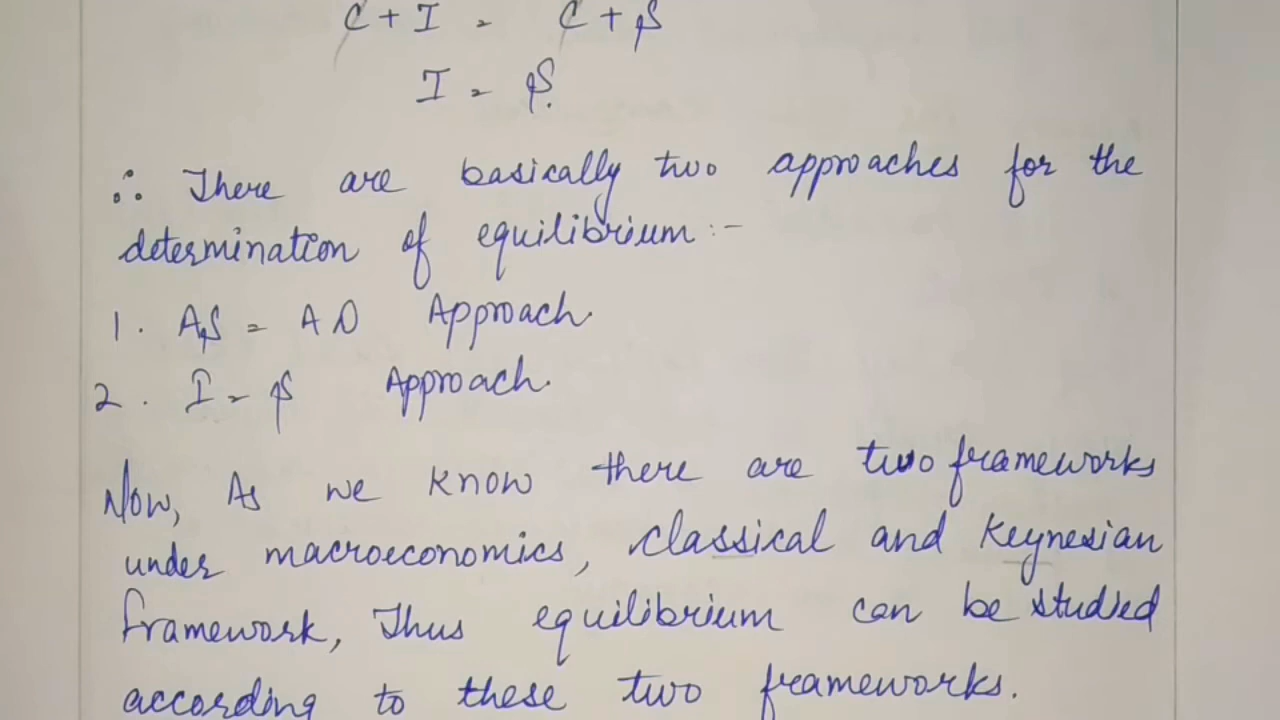 C + I = C + S
I = S.
∴ There are basically two approaches for the
determination of equilibrium :-
1. AS = AD Approach
2. I = S Approach.
Now, As we know there are two frameworks
under macroeconomics, classical and Keynesian
framework, Thus equilibrium can be studied
according to these two frameworks.